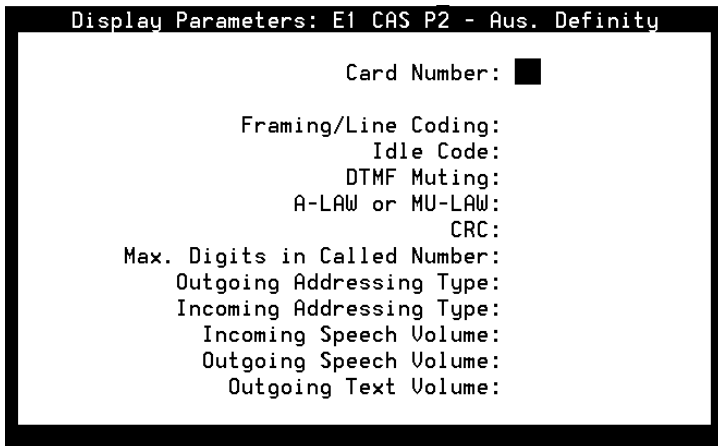 Display Parameters: E1 CAS P2 - Aus. Definity
Card Number:
Framing/Line Coding:
Idle Code:
DTMF Muting:
A-LAW or MU-LAW:
CRC:
Max. Digits in Called Number:
Outgoing Addressing Type:
Incoming Addressing Type:
Incoming Speech Volume:
Outgoing Speech Volume:
Outgoing Text Volume: